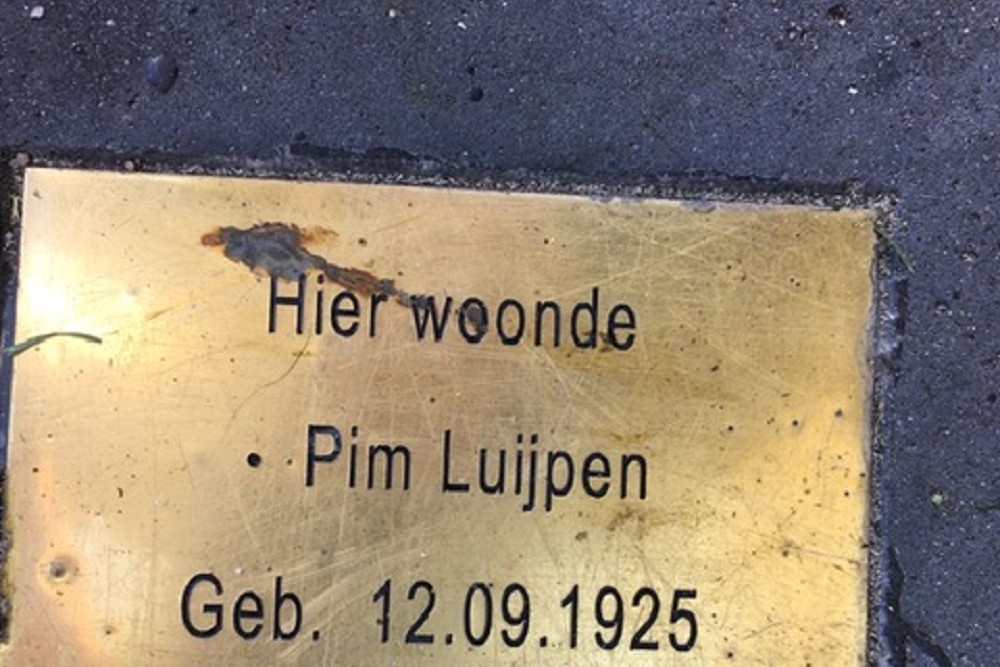 Hier woonde
Pim Luijpen
Geb. 12.09.1925